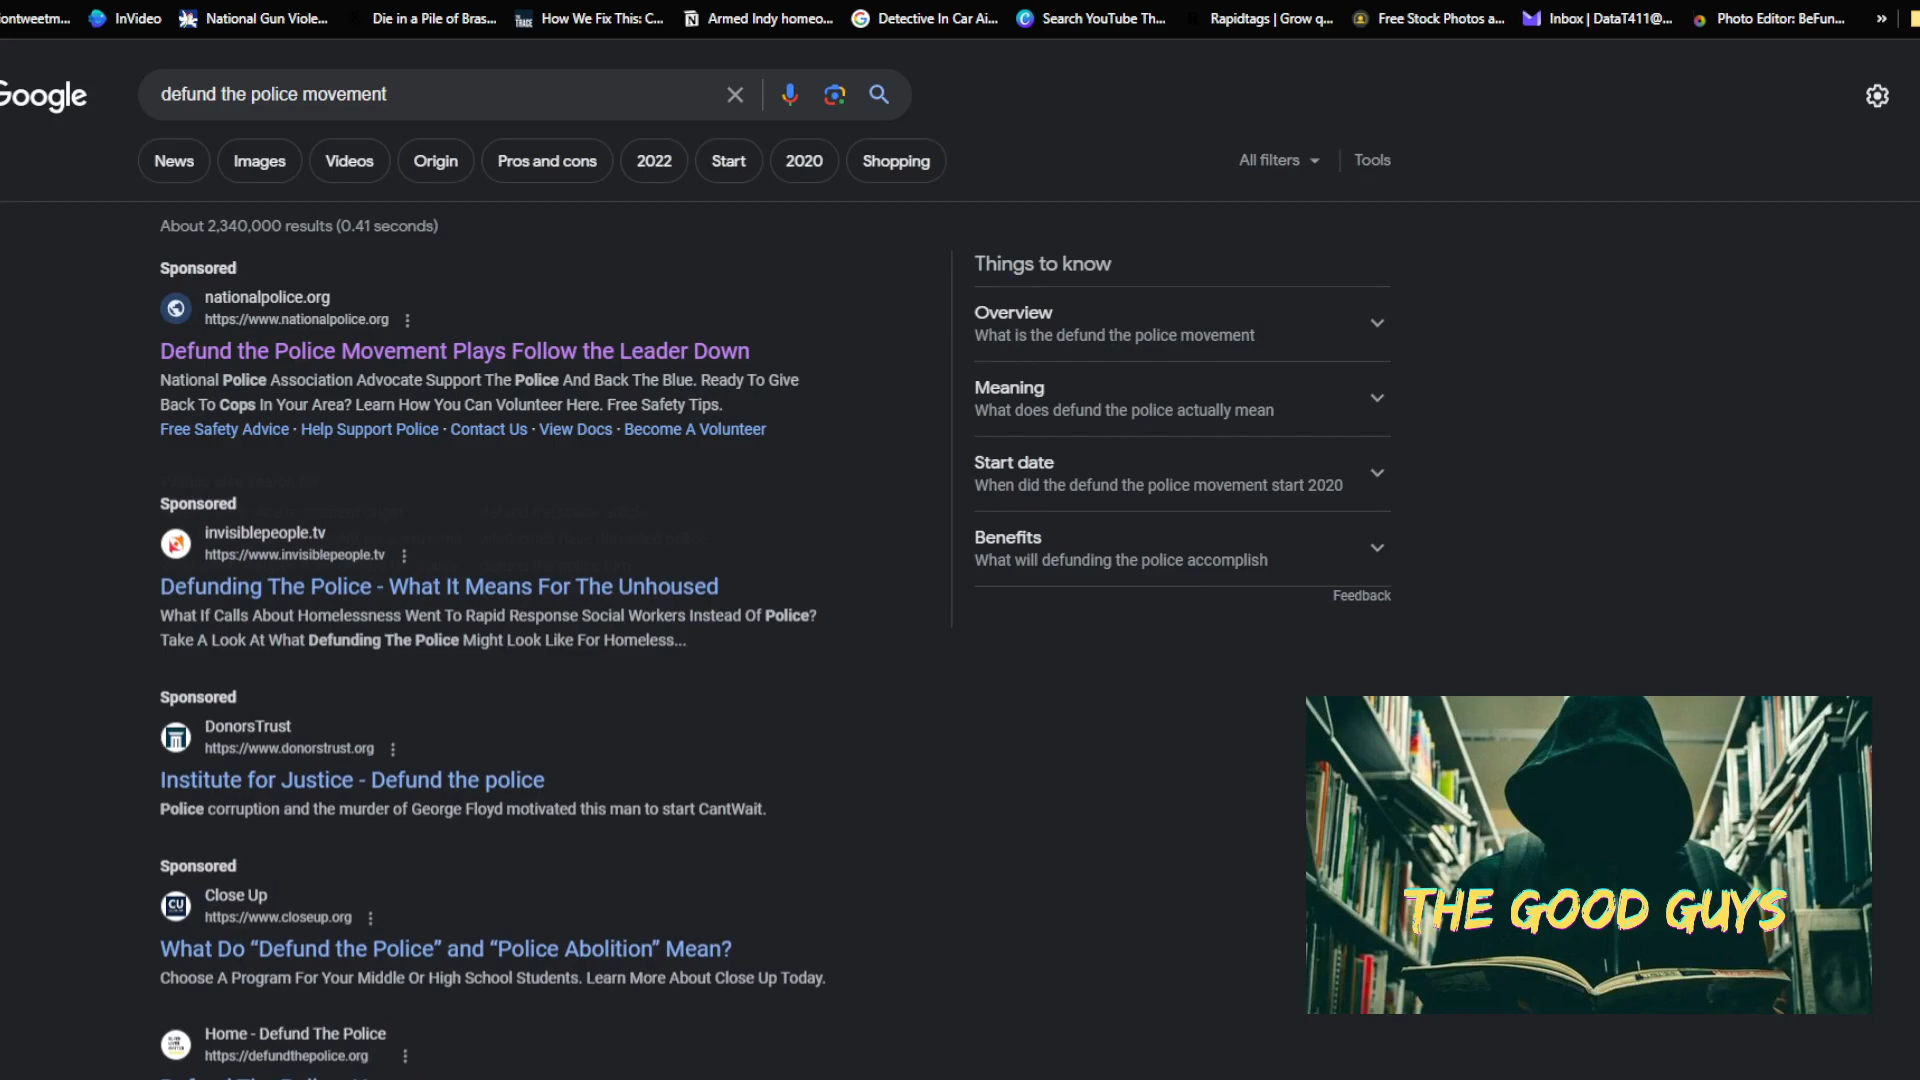 iontweetm...
InVideo
National Gun Viole...
Die in a Pile of Bras...
How We Fix This: C...
Armed Indy homeo...
Detective In Car Ai...
Search YouTube Th...
Rapidtags | Grow q...
Free Stock Photos a...
Inbox | DataT411@...
Photo Editor: BeFun...
»
Google
defund the police movement
News
Images
Videos
Origin
Pros and cons
2022
Start
2020
Shopping
All filters
Tools
About 2,340,000 results (0.41 seconds)
Sponsored
nationalpolice.org
https://www.nationalpolice.org
Defund the Police Movement Plays Follow the Leader Down
National Police Association Advocate Support The Police And Back The Blue. Ready To Give
Back To Cops In Your Area? Learn How You Can Volunteer Here. Free Safety Tips.
Free Safety Advice · Help Support Police · Contact Us · View Docs · Become A Volunteer
Sponsored
invisiblepeople.tv
https://www.invisiblepeople.tv
Defunding The Police - What It Means For The Unhoused
What If Calls About Homelessness Went To Rapid Response Social Workers Instead Of Police?
Take A Look At What Defunding The Police Might Look Like For Homeless...
Sponsored
DonorsTrust
https://www.donorstrust.org
Institute for Justice - Defund the police
Police corruption and the murder of George Floyd motivated this man to start CantWait.
Sponsored
CU
Close Up
https://www.closeup.org
What Do “Defund the Police” and “Police Abolition” Mean?
Choose A Program For Your Middle Or High School Students. Learn More About Close Up Today.
Home - Defund The Police
https://defundthepolice.org
Things to know
Overview
What is the defund the police movement
Meaning
What does defund the police actually mean
Start date
When did the defund the police movement start 2020
Benefits
What will defunding the police accomplish
Feedback
THE GOOD GUYS